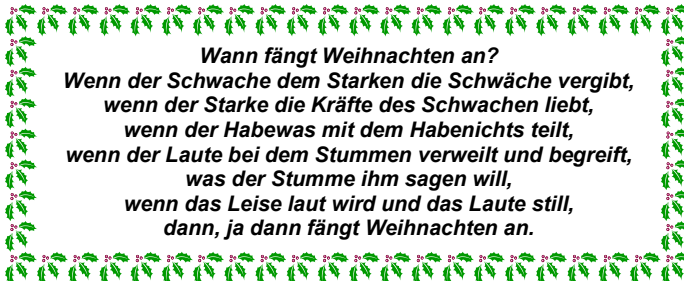 Wann fängt Weihnachten an?
Wenn der Schwache dem Starken die Schwäche vergibt,
wenn der Starke die Kräfte des Schwachen liebt,
wenn der Habewas mit dem Habenichts teilt,
wenn der Laute bei dem Stummen verweilt und begreift,
was der Stumme ihm sagen will,
wenn das Leise laut wird und das Laute still,
dann, ja dann fängt Weihnachten an.